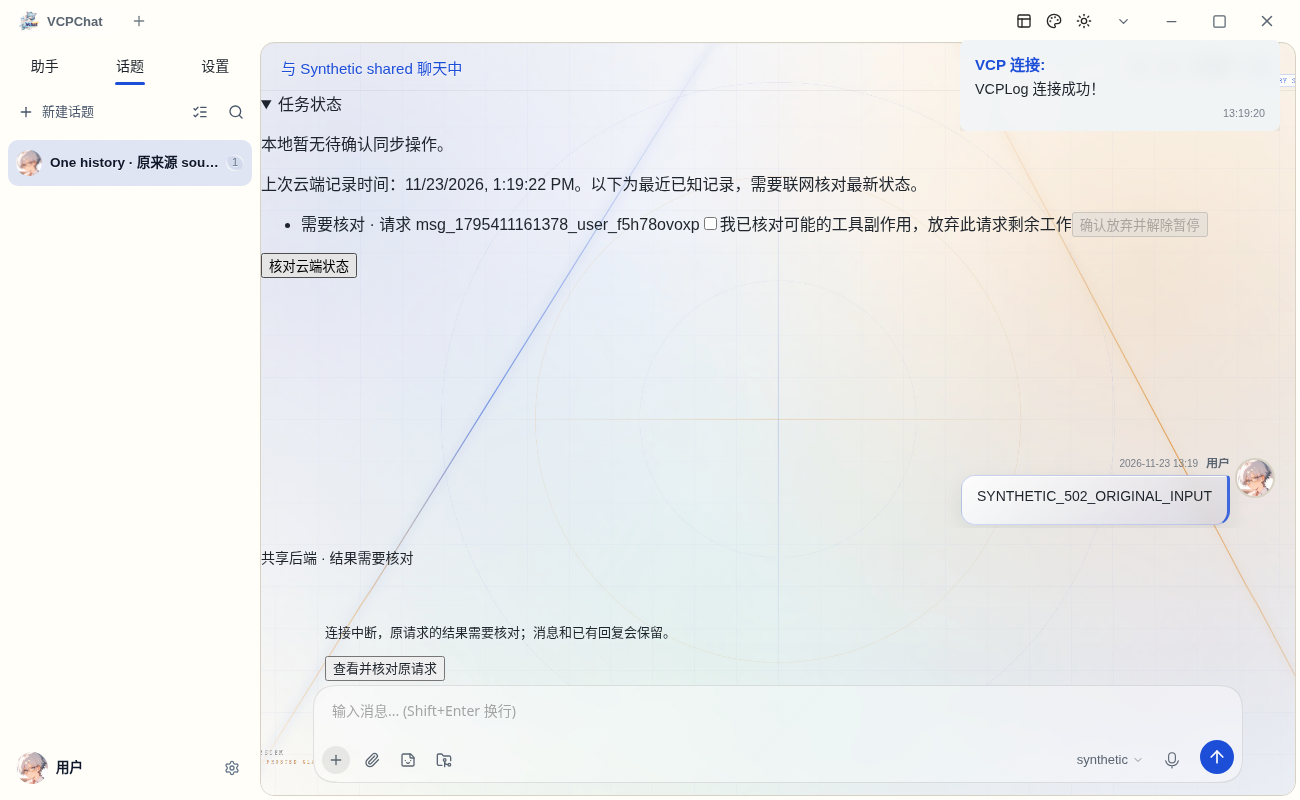 VCPChat
助手 话题 设置
新建话题
One history · 原来源 sou… 1
用户
与 Synthetic shared 聊天中
VCP 连接:
VCPLog 连接成功!
13:19:20
▼ 任务状态
本地暂无待确认同步操作。
上次云端记录时间：11/23/2026, 1:19:22 PM。以下为最近已知记录，需要联网核对最新状态。
• 需要核对 · 请求 msg_1795411161378_user_f5h78ovoxp 我已核对可能的工具副作用，放弃此请求剩余工作 确认放弃并解除暂停
核对云端状态
2026-11-23 13:19 用户
SYNTHETIC_502_ORIGINAL_INPUT
共享后端 · 结果需要核对
连接中断，原请求的结果需要核对；消息和已有回复会保留。
查看并核对原请求
输入消息... (Shift+Enter 换行)
synthetic